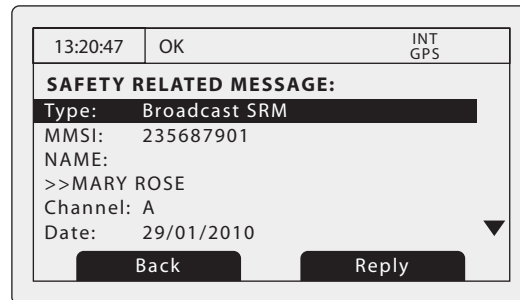 13:20:47 OK INT
GPS
SAFETY RELATED MESSAGE:
Type: Broadcast SRM
MMSI: 235687901
NAME:
>>MARY ROSE
Channel: A
Date: 29/01/2010
Back Reply